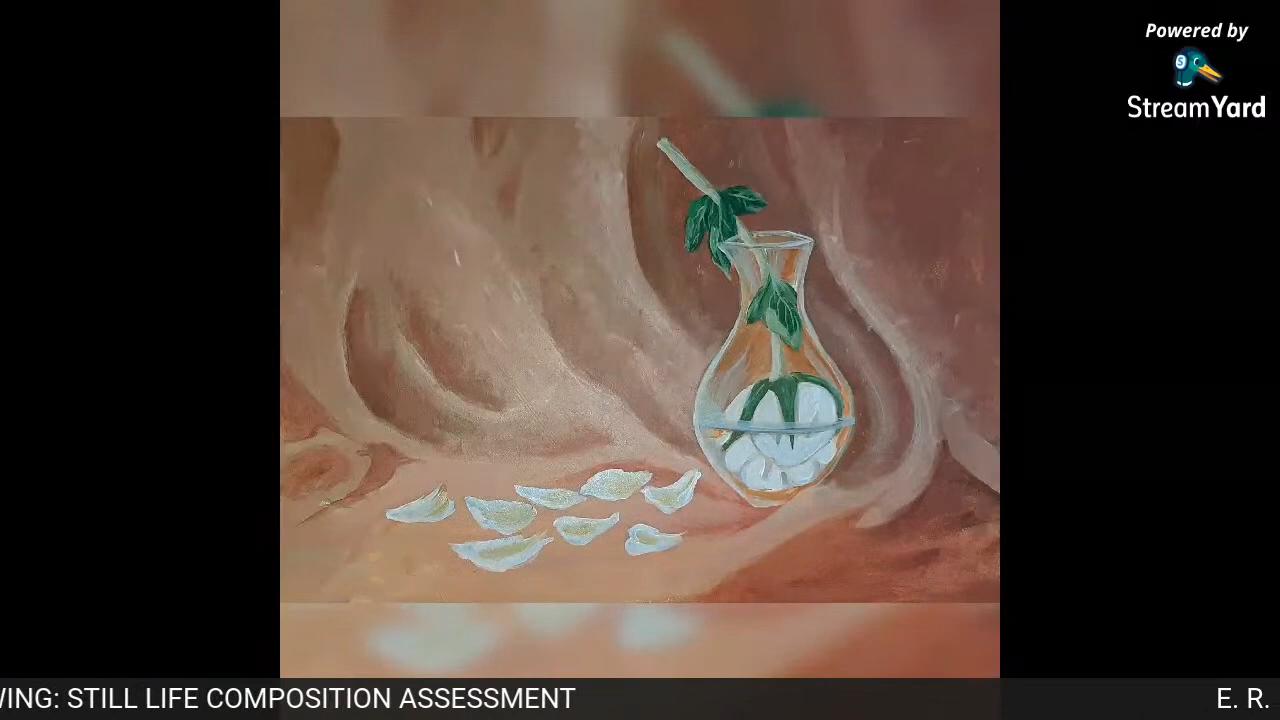 Powered by
StreamYard
WING: STILL LIFE COMPOSITION ASSESSMENT
E. R.